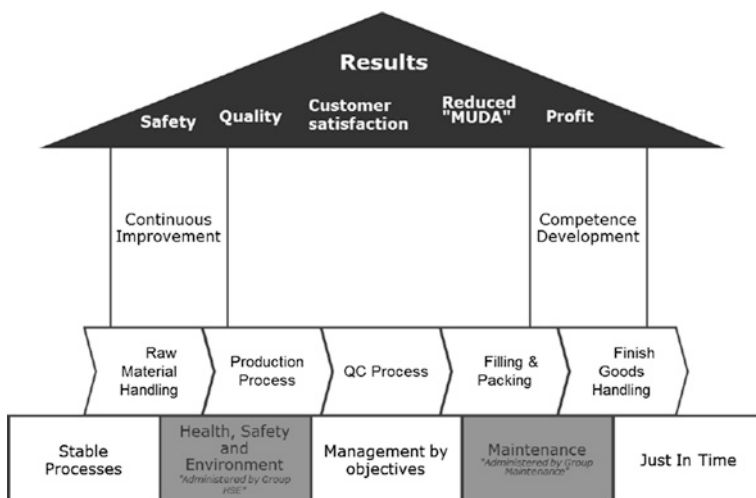 Results
Safety
Quality
Customer
satisfaction
Reduced
"MUDA"
Profit
Continuous
Improvement
Competence
Development
Raw
Material
Handling
Production
Process
QC Process
Filling &
Packing
Finish
Goods
Handling
Stable
Processes
Health, Safety
and
Environment
"Administered by Group
HSE"
Management by
objectives
Maintenance
"Administered by Group
Maintenance"
Just In Time